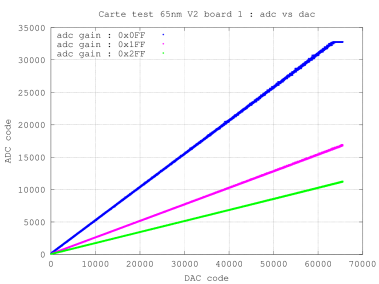 Carte test 65nm V2 board 1 : adc vs dac
35000
30000
25000
20000
15000
10000
5000
0
ADC code
adc gain : 0x0FF
adc gain : 0x1FF
adc gain : 0x2FF
0 10000 20000 30000 40000 50000 60000 70000
DAC code